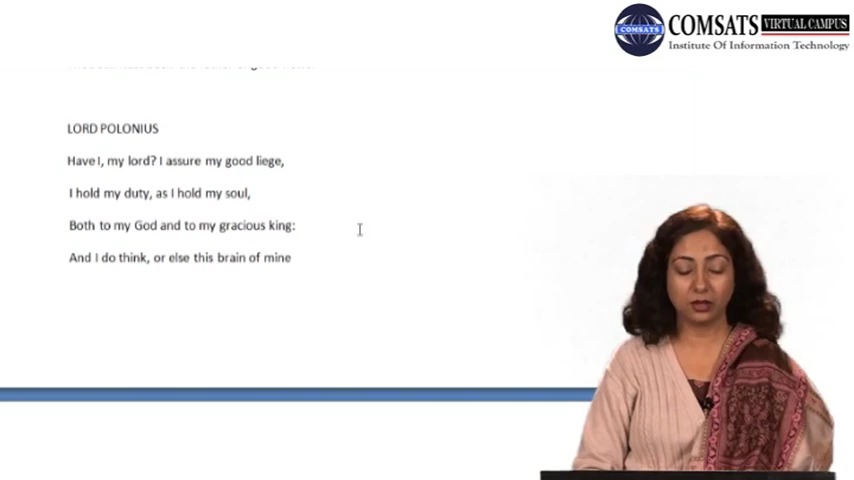 COMSATS VIRTUAL CAMPUS
Institute Of Information Technology
COMSATS
LORD POLONIUS
Have I, my lord? I assure my good liege,
I hold my duty, as I hold my soul,
Both to my God and to my gracious king:
And I do think, or else this brain of mine